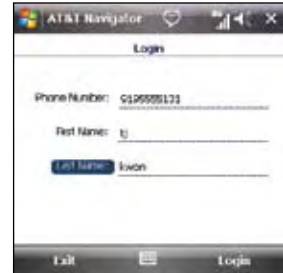 AT&T Navigator
Login
Phone Number: 9195555131
First Name: tj
Last Name: kwon
Exit Login